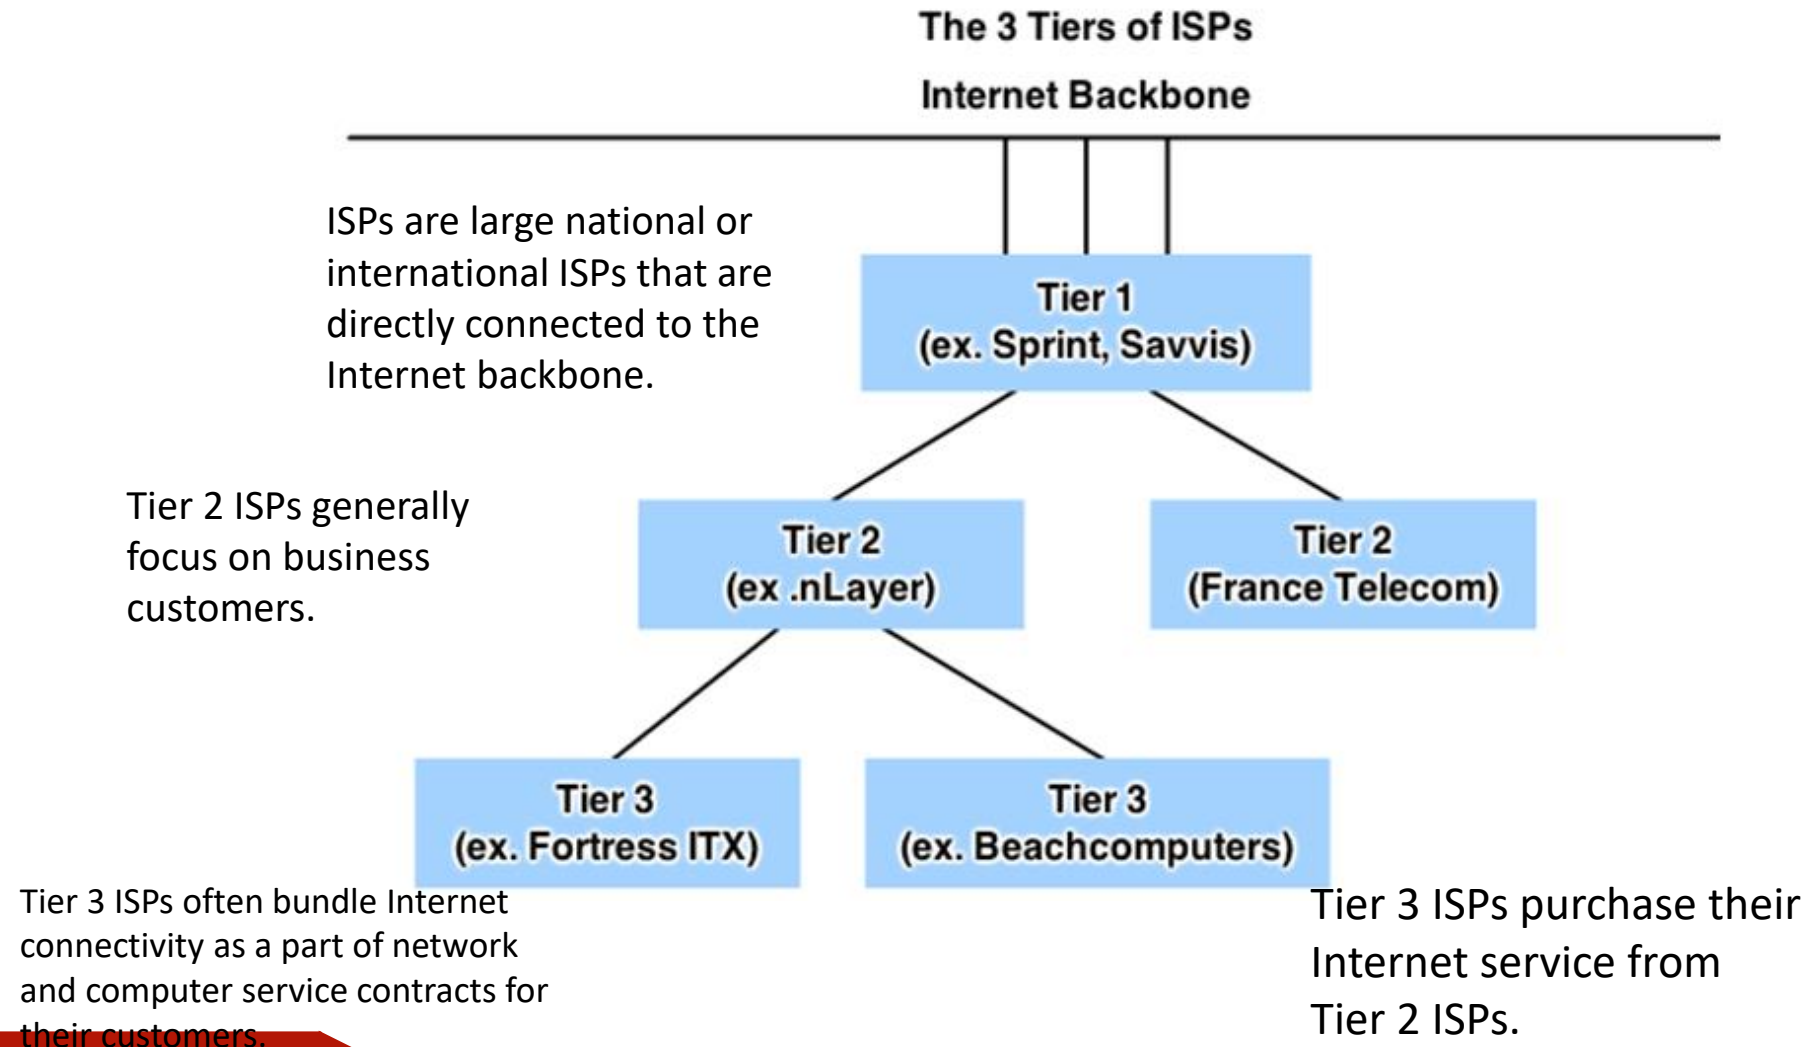 The 3 Tiers of ISPs
Internet Backbone
ISPs are large national or
international ISPs that are
directly connected to the
Internet backbone.
Tier 1
(ex. Sprint, Savvis)
Tier 2 ISPs generally
focus on business
customers.
Tier 2
(ex .nLayer)
Tier 2
(France Telecom)
Tier 3
(ex. Fortress ITX)
Tier 3
(ex. Beachcomputers)
Tier 3 ISPs often bundle Internet
connectivity as a part of network
and computer service contracts for
their customers.
Tier 3 ISPs purchase their
Internet service from
Tier 2 ISPs.